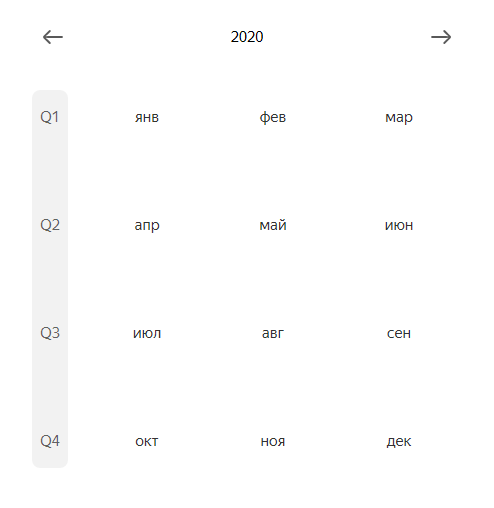 2020
Q1 янв фев мар
Q2 апр май июн
Q3 июл авг сен
Q4 окт ноя дек